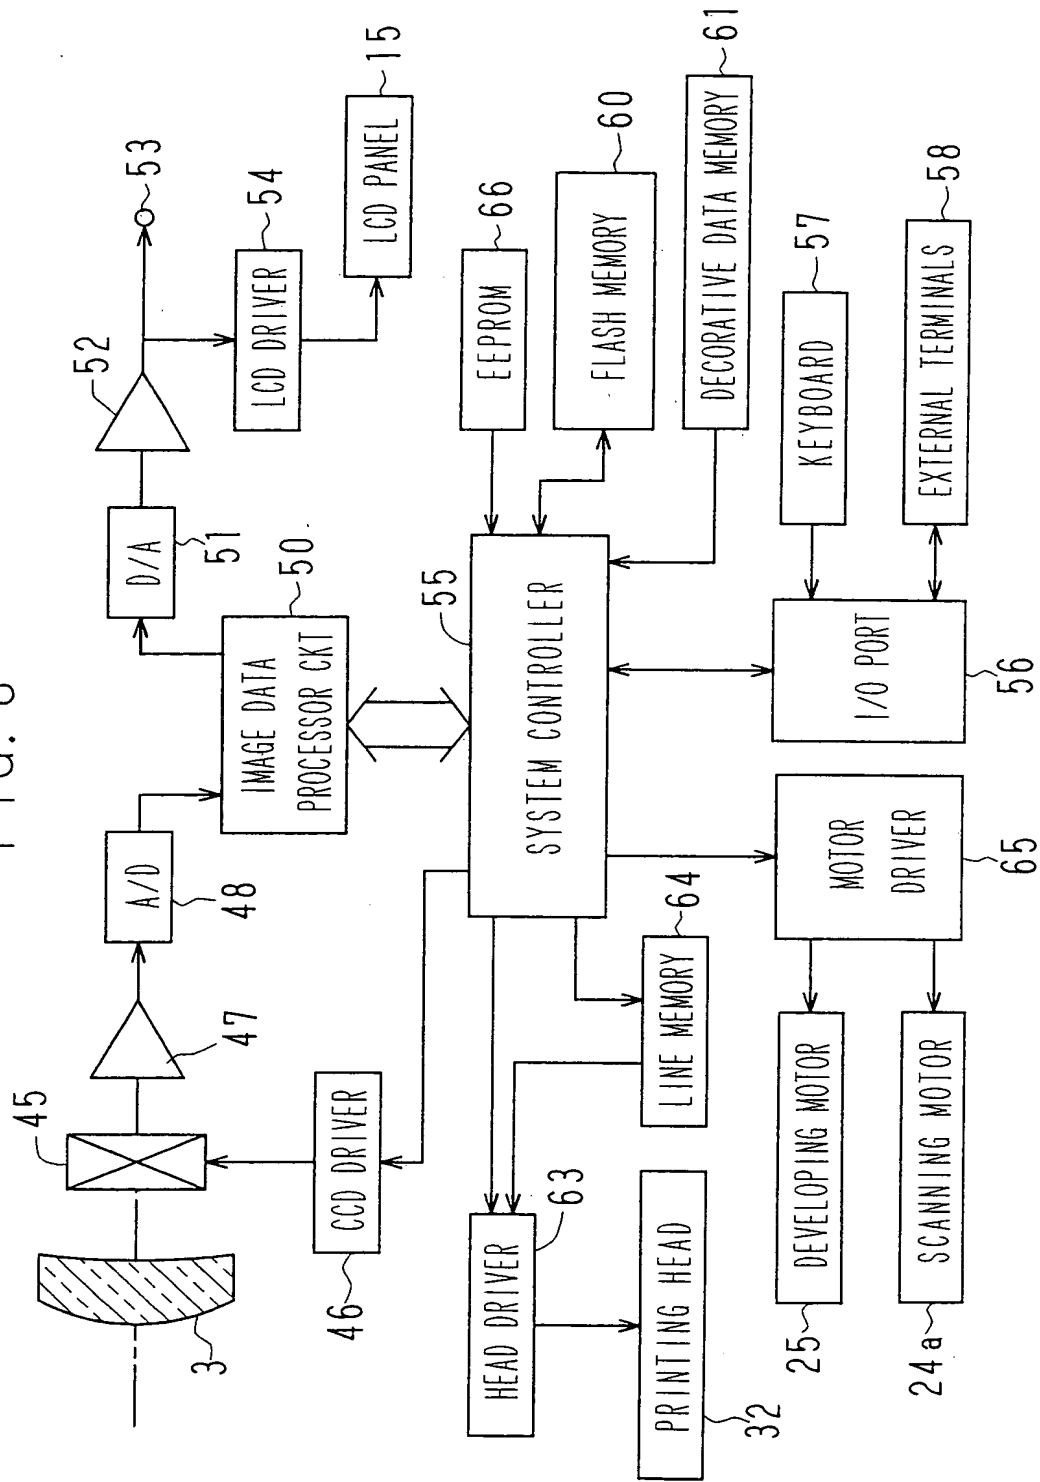 FIG.
45
47
A/D
48
3
D/A
51
52
53
IMAGE DATA
PROCESSOR CKT
50
LCD DRIVER
54
LCD PANEL
15
CCD DRIVER
46
55
SYSTEM CONTROLLER
EEPROM
66
FLASH MEMORY
60
DECORATIVE DATA MEMORY
61
HEAD DRIVER
63
LINE MEMORY
64
PRINTING HEAD
32
MOTOR
DRIVER
65
I/O PORT
56
KEYBOARD
57
EXTERNAL TERMINALS
58
25
DEVELOPING MOTOR
24a
SCANNING MOTOR